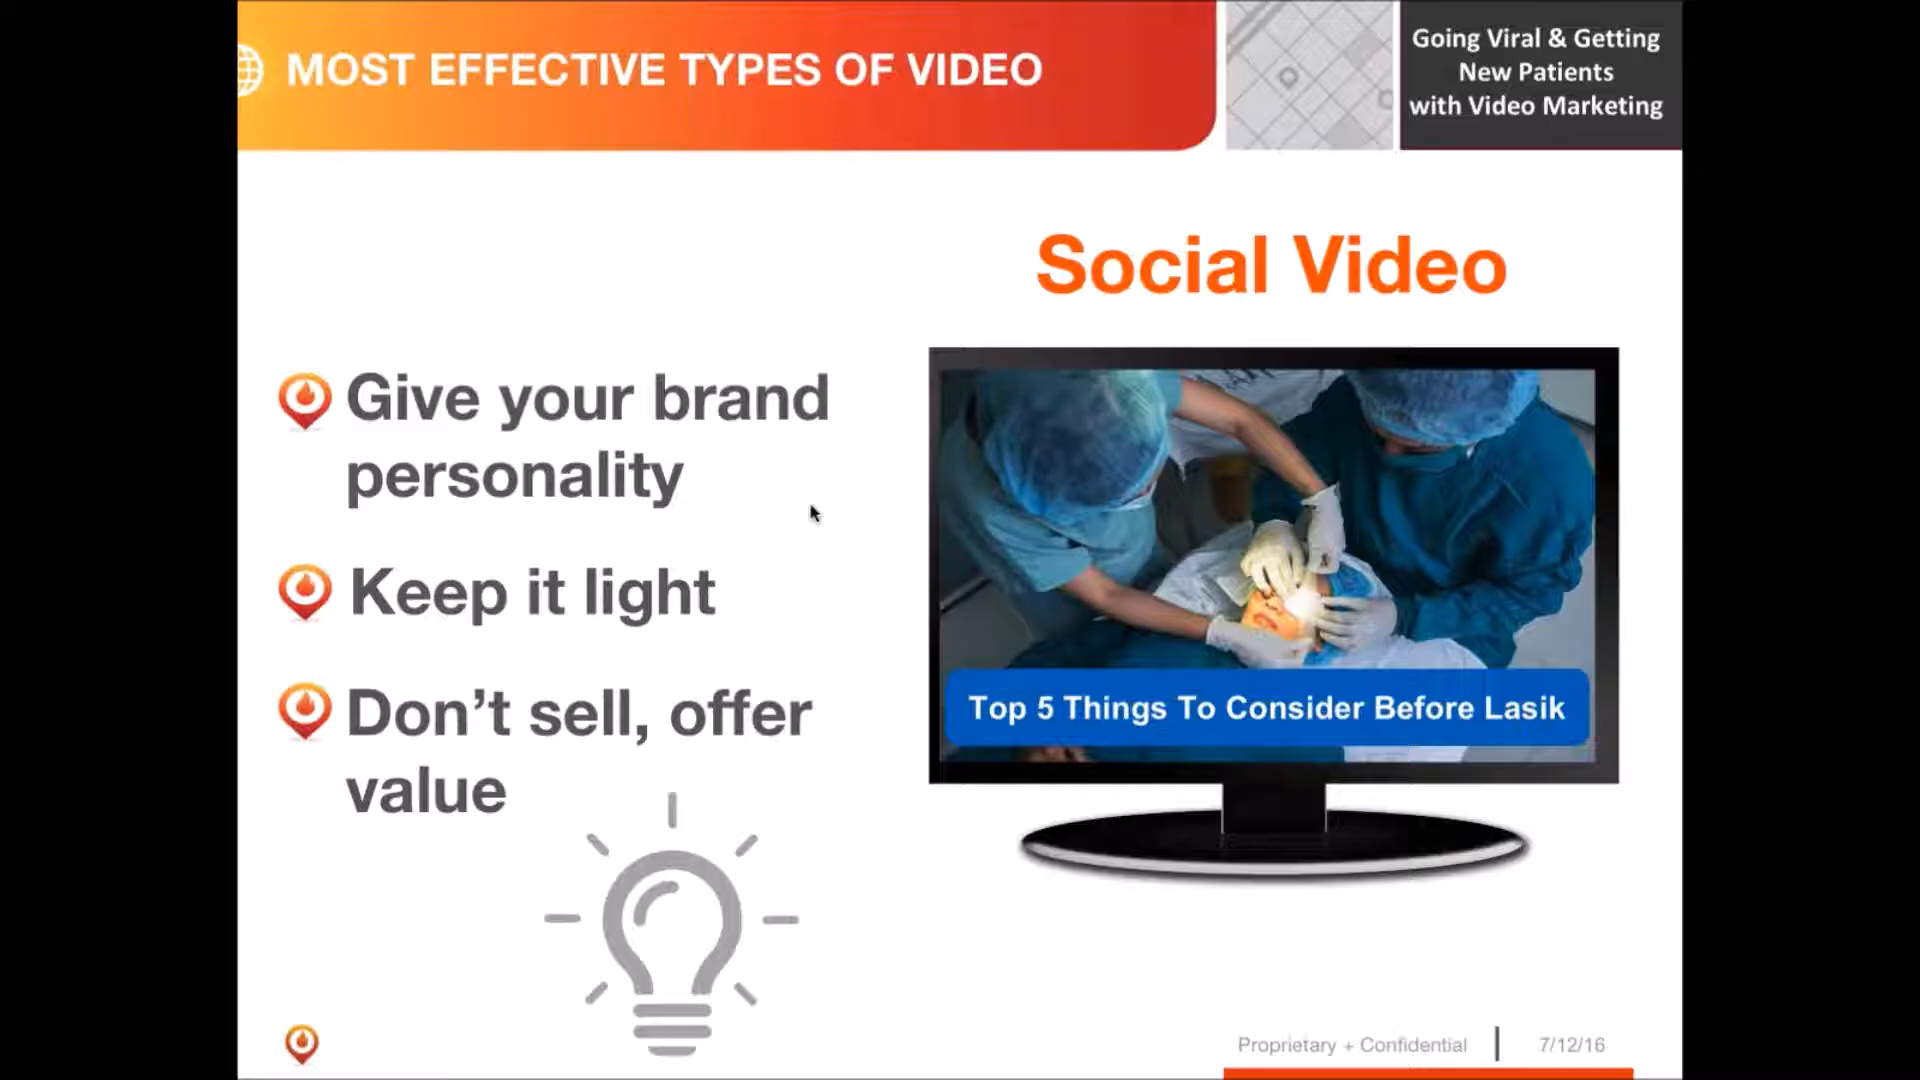 MOST EFFECTIVE TYPES OF VIDEO
Going Viral & Getting
New Patients
with Video Marketing
Social Video
Give your brand
personality
Keep it light
Don’t sell, offer
value
Top 5 Things To Consider Before Lasik
Proprietary + Confidential
7/12/16